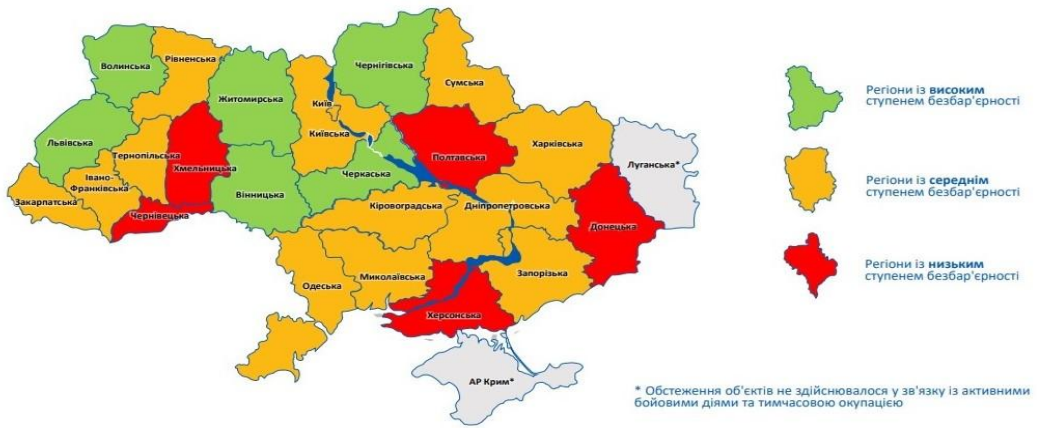 Волинська
Рівненська
Житомирська
Київ
Київська
Чернігівська
Сумська
Львівська
Тернопільська
Хмельницька
Івано-
Франківська
Закарпатська
Чернівецька
Вінницька
Черкаська
Полтавська
Харківська
Луганська*
Кіровоградська
Дніпропетровська
Донецька
Одеська
Миколаївська
Запорізька
Херсонська
АР Крим*
Регіони із високим
ступенем безбар'єрності
Регіони із середнім
ступенем безбар'єрності
Регіони із низьким
ступенем безбар'єрності
* Обстеження об'єктів не здійснювалося у зв'язку із активними
бойовими діями та тимчасовою окупацією